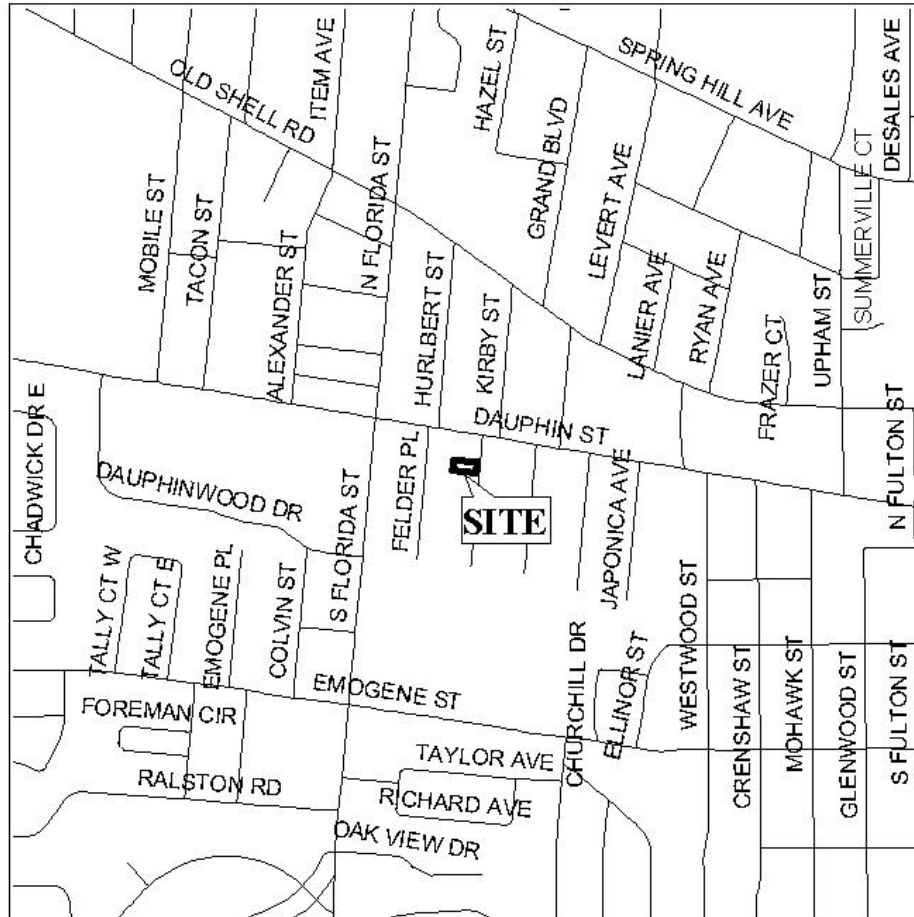 OLD SHELL RD
ITEM AVE
HAZEL ST
SPRING HILL AVE
DESALES AVE
GRAND BLVD
SUMMERVILLE CT
MOBILE ST
TACON ST
N FLORIDA ST
LEVERT AVE
ALEXANDER ST
HURLBERT ST
KIRBY ST
LANIER AVE
RYAN AVE
UPHAM ST
FRAZER CT
DAUPHIN ST
CHADWICK DR E
DAUPHINWOOD DR
FELDER PL
SITE
N FULTON ST
S FLORIDA ST
JAPONICA AVE
TALLY CT W
TALLY CT E
EMOGENE PL
COLVIN ST
EMOGENE ST
CHURCHILL DR
ELLINOR ST
WESTWOOD ST
CRENSHAW ST
MOHAWK ST
GLENWOOD ST
S FULTON ST
FOREMAN CIR
TAYLOR AVE
RALSTON RD
RICHARD AVE
OAK VIEW DR